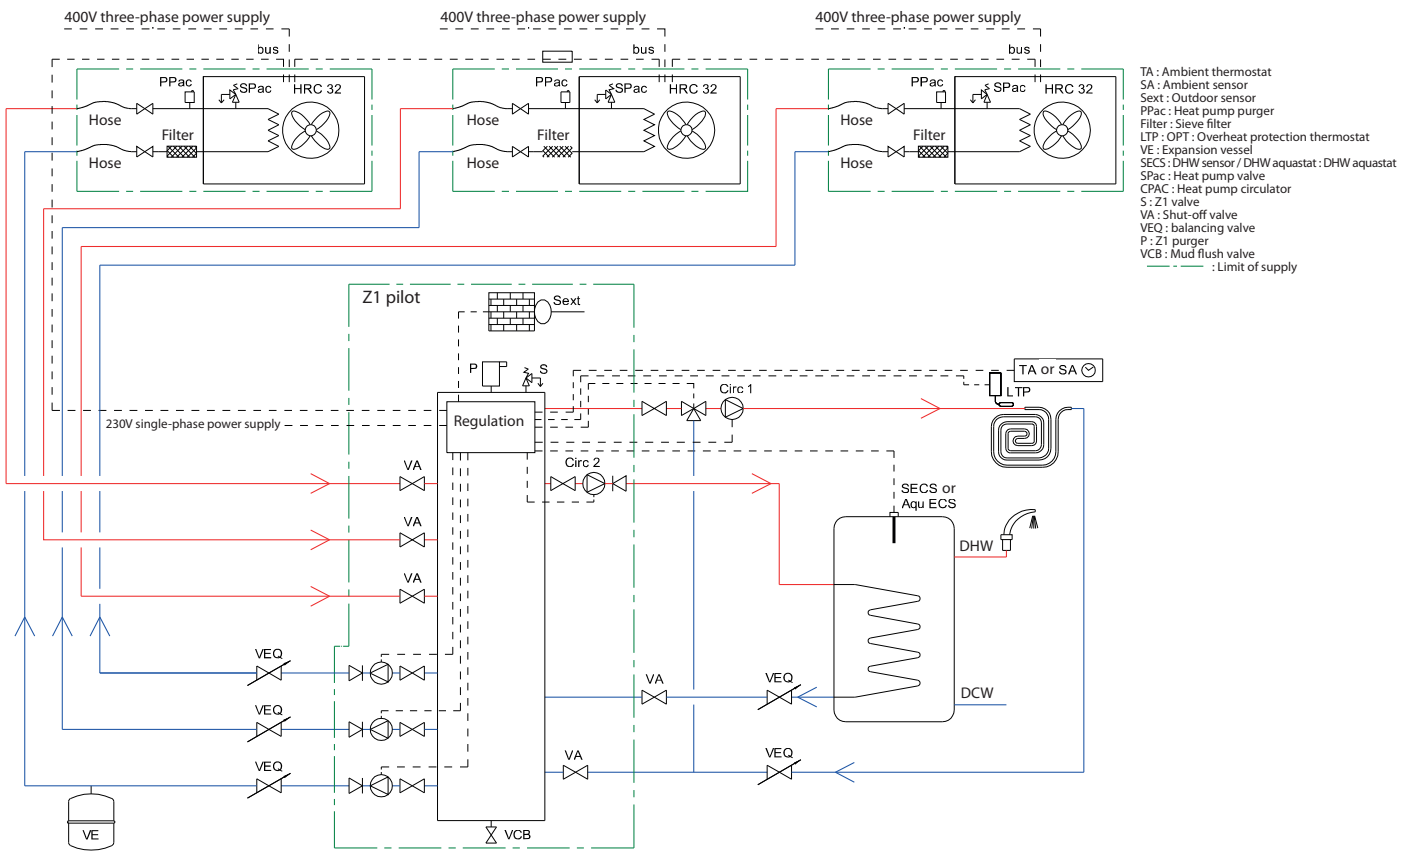 400V three-phase power supply
400V three-phase power supply
400V three-phase power supply
bus
bus
bus
PPac
SPac
HRC 32
Hose
Filter
Hose
PPac
SPac
HRC 32
Hose
Filter
Hose
PPac
SPac
HRC 32
Hose
Filter
Hose
TA : Ambient thermostat
SA : Ambient sensor
Sext : Outdoor sensor
PPac : Heat pump purger
Filter : Sieve filter
LTP : OPT : Overheat protection thermostat
VE : Expansion vessel
SECS : DHW sensor / DHW aquastat : DHW aquastat
SPac : Heat pump valve
CPAC : Heat pump circulator
S : Z1 valve
VA : Shut-off valve
VEQ : balancing valve
P : Z1 purger
VCB : Mud flush valve
: Limit of supply
Z1 pilot
Sext
P
S
TA or SA
LTP
Circ 1
Regulation
230V single-phase power supply
Circ 2
VA
VA
VA
SECS or
Aqu ECS
DHW
DCW
VEQ
VEQ
VEQ
VA
VEQ
VA
VEQ
VE
VCB